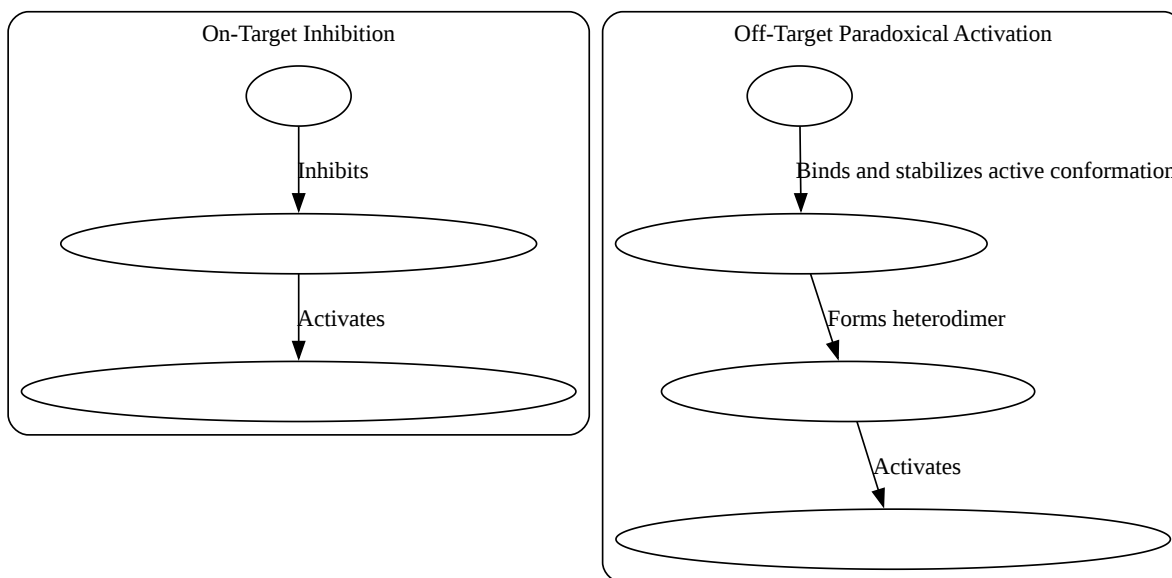 On-Target Inhibition
Inhibits
Activates
Off-Target Paradoxical Activation
Binds and stabilizes active conformation
Forms heterodimer
Activates